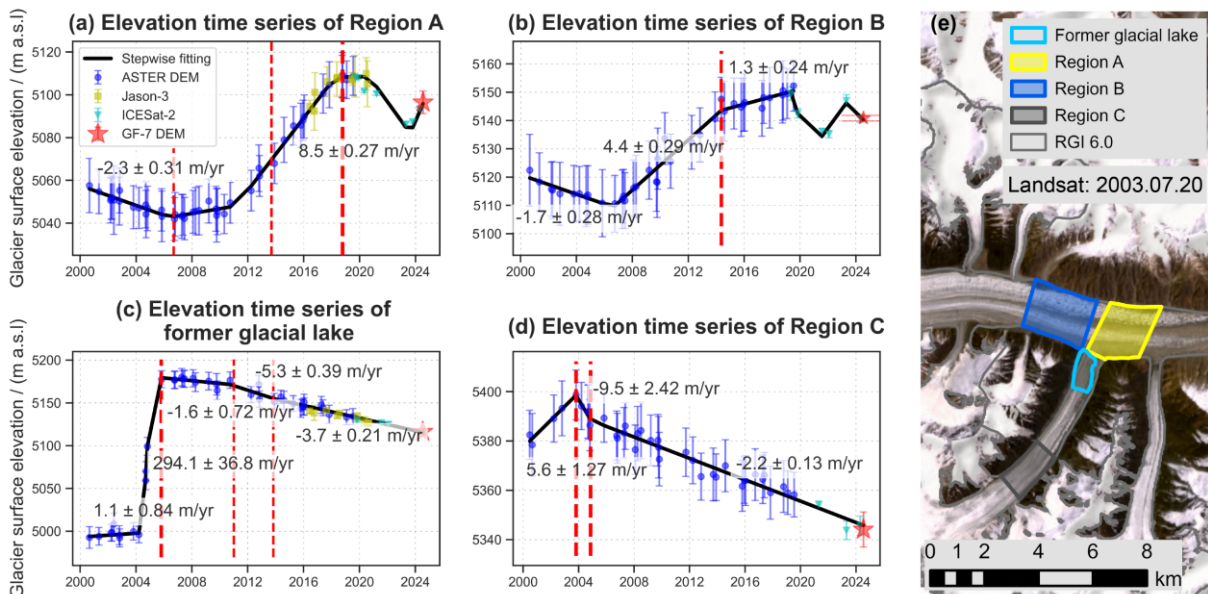 (a) Elevation time series of Region A
Glacier surface elevation / (m a.s.l)
5120
5100
5080
5060
5040
Stepwise fitting
ASTER DEM
Jason-3
ICESat-2
GF-7 DEM
-2.3 ± 0.31 m/yr
8.5 ± 0.27 m/yr
2000 2004 2008 2012 2016 2020 2024
(b) Elevation time series of Region B
5160
5150
5140
5130
5120
5110
5100
1.3 ± 0.24 m/yr
4.4 ± 0.29 m/yr
-1.7 ± 0.28 m/yr
2000 2004 2008 2012 2016 2020 2024
(c) Elevation time series of
former glacial lake
Glacier surface elevation / (m a.s.l)
5200
5150
5100
5050
5000
-5.3 ± 0.39 m/yr
-1.6 ± 0.72 m/yr
-3.7 ± 0.21 m/yr
294.1 ± 36.8 m/yr
1.1 ± 0.84 m/yr
2000 2004 2008 2012 2016 2020 2024
(d) Elevation time series of Region C
5400
5380
5360
5340
-9.5 ± 2.42 m/yr
5.6 ± 1.27 m/yr
-2.2 ± 0.13 m/yr
2000 2004 2008 2012 2016 2020 2024
(e)
Former glacial lake
Region A
Region B
Region C
RGI 6.0
Landsat: 2003.07.20
0 1 2 4 6 8
km